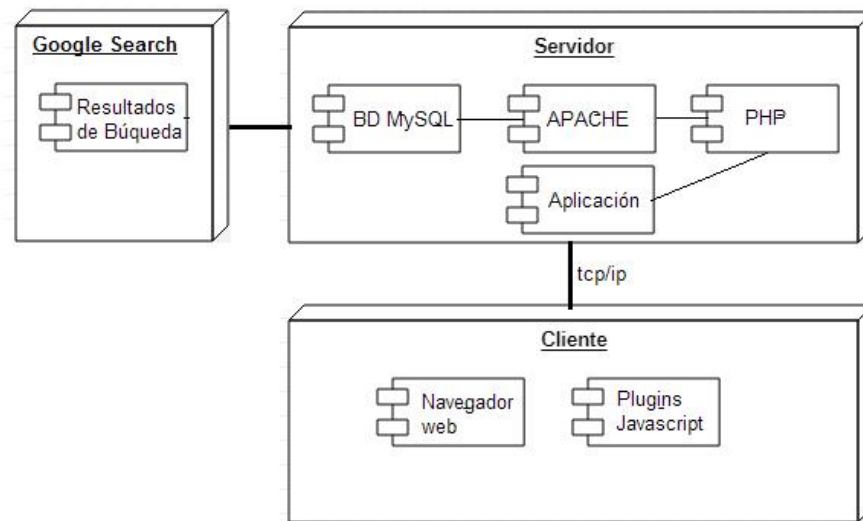 Google Search
Resultados
de Búqueda
Servidor
BD MySQL
APACHE
PHP
Aplicación
tcp/ip
Cliente
Navegador
web
Plugins
Javascript